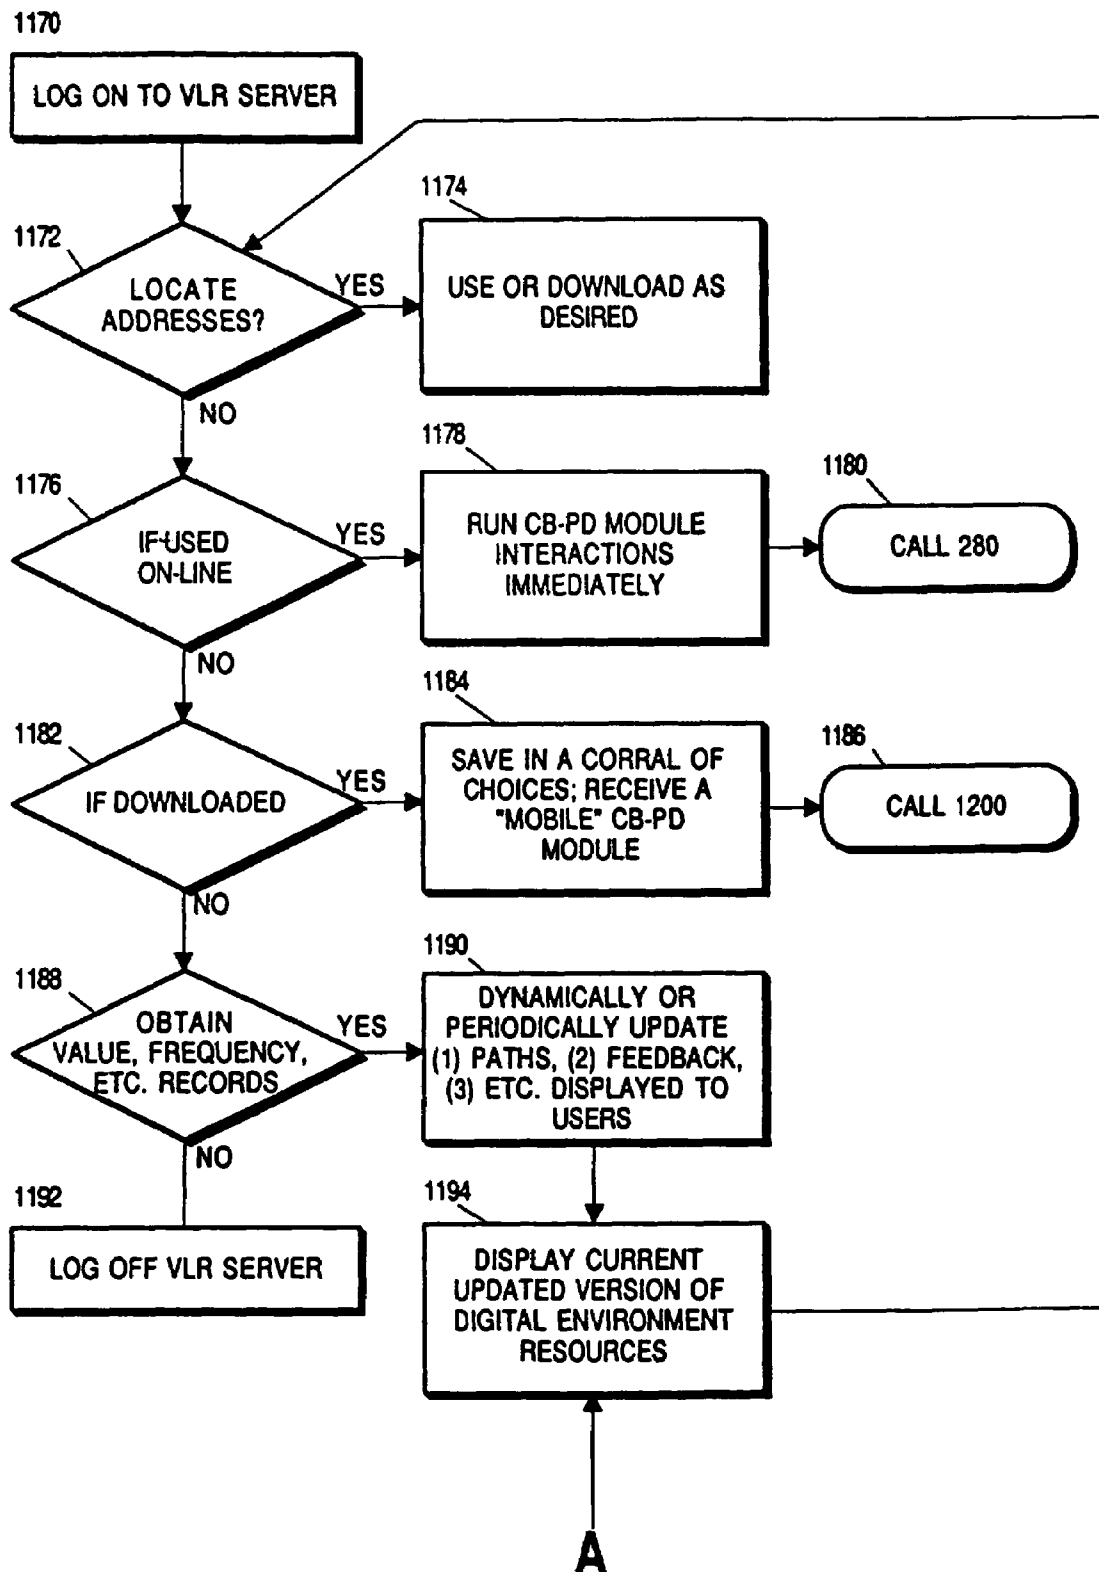 1170
LOG ON TO VLR SERVER
1172
LOCATE
ADDRESSES?
YES
NO
1174
USE OR DOWNLOAD AS
DESIRED
1176
IF-USED
ON-LINE
YES
NO
1178
RUN CB-PD MODULE
INTERACTIONS
IMMEDIATELY
1180
CALL 280
1182
IF DOWNLOADED
YES
NO
1184
SAVE IN A CORRAL OF
CHOICES; RECEIVE A
"MOBILE" CB-PD
MODULE
1186
CALL 1200
1188
OBTAIN
VALUE, FREQUENCY,
ETC. RECORDS
YES
NO
1190
DYNAMICALLY OR
PERIODICALLY UPDATE
(1) PATHS, (2) FEEDBACK,
(3) ETC. DISPLAYED TO
USERS
1192
LOG OFF VLR SERVER
1194
DISPLAY CURRENT
UPDATED VERSION OF
DIGITAL ENVIRONMENT
RESOURCES
A